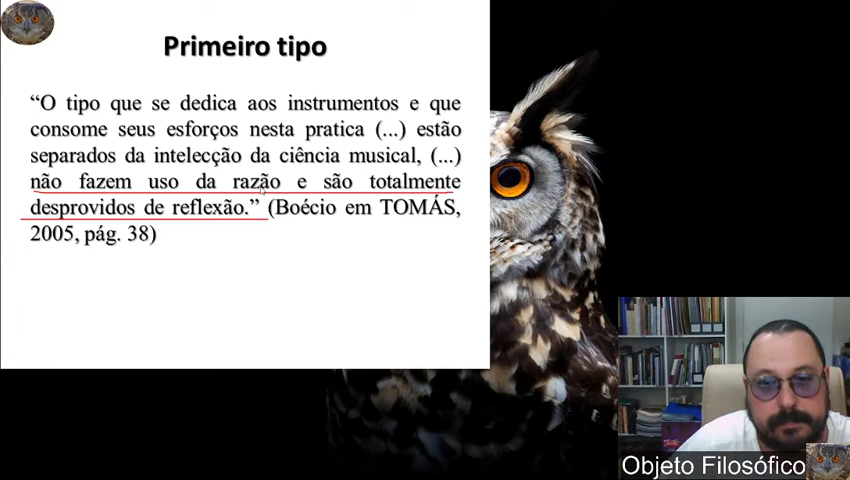 Primeiro tipo
“O tipo que se dedica aos instrumentos e que
consome seus esforços nesta pratica (...) estão
separados da intelecção da ciência musical, (...)
não fazem uso da razão e são totalmente
desprovidos de reflexão.” (Boécio em TOMÁS,
2005, pág. 38)
Objeto Filosófico